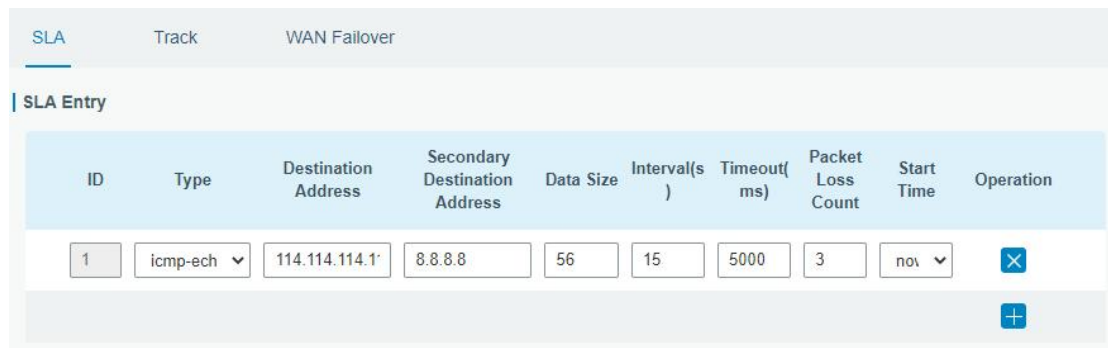 SLA Track WAN Failover
SLA Entry
ID Type Destination Address Secondary Destination Address Data Size Interval(s) Timeout(ms) Packet Loss Count Start Time Operation
1 icmp-ech 114.114.114.1 8.8.8.8 56 15 5000 3